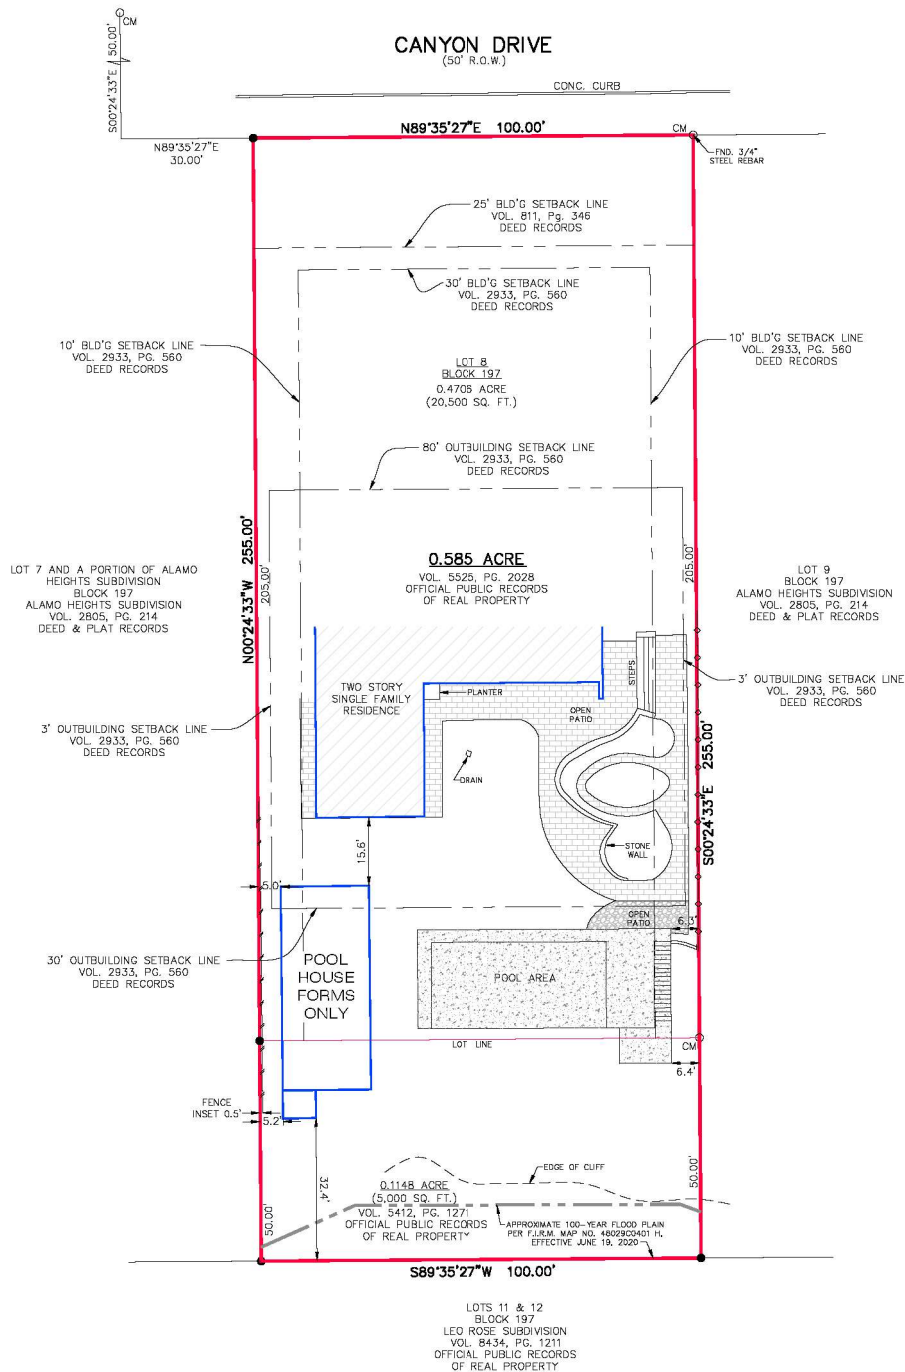 CM
S00°24'33"E 50.00'
CANYON DRIVE
(50' R.O.W.)
CONC. CURB
N89°35'27"E 100.00'
CM
N89°35'27"E
30.00'
FND. 3/4"
STEEL REBAR
25' BLD'G SETBACK LINE
VOL. 811, Pg. 346
DEED RECORDS
30' BLD'G SETBACK LINE
VOL. 2933, PG. 560
DEED RECORDS
10' BLD'G SETBACK LINE
VOL. 2933, PG. 560
DEED RECORDS
10' BLD'G SETBACK LINE
VOL. 2933, PG. 560
DEED RECORDS
LOT 8
BLOCK 197
0.4706 ACRE
(20,500 SQ. FT.)
80' OUTBUILDING SETBACK LINE
VOL. 2933, PG. 560
DEED RECORDS
N00°24'33"W 255.00'
205.00'
205.00'
0.585 ACRE
VOL. 5525, PG. 2028
OFFICIAL PUBLIC RECORDS
OF REAL PROPERTY
LOT 7 AND A PORTION OF ALAMO
HEIGHTS SUBDIVISION
BLOCK 197
ALAMO HEIGHTS SUBDIVISION
VOL. 2805, PG. 214
DEED & PLAT RECORDS
LOT 9
BLOCK 197
ALAMO HEIGHTS SUBDIVISION
VOL. 2805, PG. 214
DEED & PLAT RECORDS
TWO STORY
SINGLE FAMILY
RESIDENCE
PLANTER
STEPS
OPEN
PATIO
3' OUTBUILDING SETBACK LINE
VOL. 2933, PG. 560
DEED RECORDS
3' OUTBUILDING SETBACK LINE
VOL. 2933, PG. 560
DEED RECORDS
S00°24'33"E 255.00'
DRAIN
STONE
WALL
15.6'
5.0'
OPEN
PATIO
6.3'
30' OUTBUILDING SETBACK LINE
VOL. 2933, PG. 560
DEED RECORDS
POOL
HOUSE
FORMS
ONLY
POOL AREA
LOT LINE
CM
6.4'
FENCE
INSET 0.5'
5.2'
32.4'
50.00'
50.00'
EDGE OF CLIFF
0.1148 ACRE
(5,000 SQ. FT.)
VOL. 5412, PG. 1271
OFFICIAL PUBLIC RECORDS
OF REAL PROPERTY
APPROXIMATE 100-YEAR FLOOD PLAIN
PER F.I.R.M. MAP NO. 48029C0401 H,
EFFECTIVE JUNE 19, 2020
S89°35'27"W 100.00'
LOTS 11 & 12
BLOCK 197
LEO ROSE SUBDIVISION
VOL. 8434, PG. 1211
OFFICIAL PUBLIC RECORDS
OF REAL PROPERTY